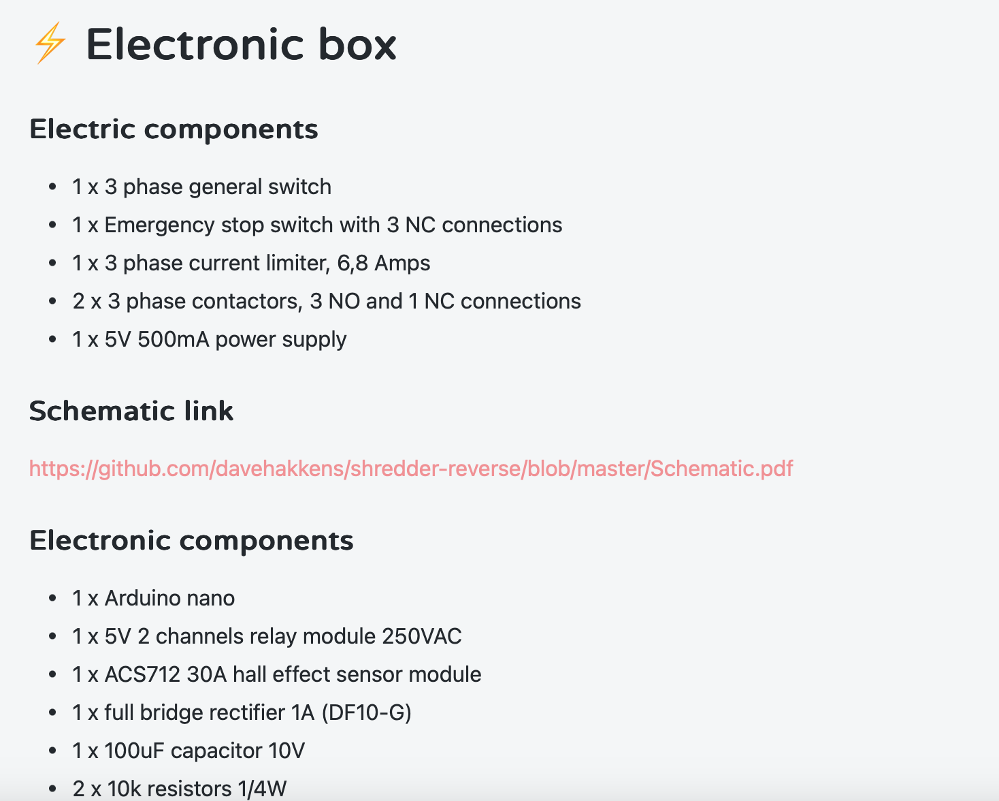 ⚡ Electronic box
Electric components
• 1 x 3 phase general switch
• 1 x Emergency stop switch with 3 NC connections
• 1 x 3 phase current limiter, 6,8 Amps
• 2 x 3 phase contactors, 3 NO and 1 NC connections
• 1 x 5V 500mA power supply
Schematic link
https://github.com/davehakkens/shredder-reverse/blob/master/Schematic.pdf
Electronic components
• 1 x Arduino nano
• 1 x 5V 2 channels relay module 250VAC
• 1 x ACS712 30A hall effect sensor module
• 1 x full bridge rectifier 1A (DF10-G)
• 1 x 100uF capacitor 10V
• 2 x 10k resistors 1/4W